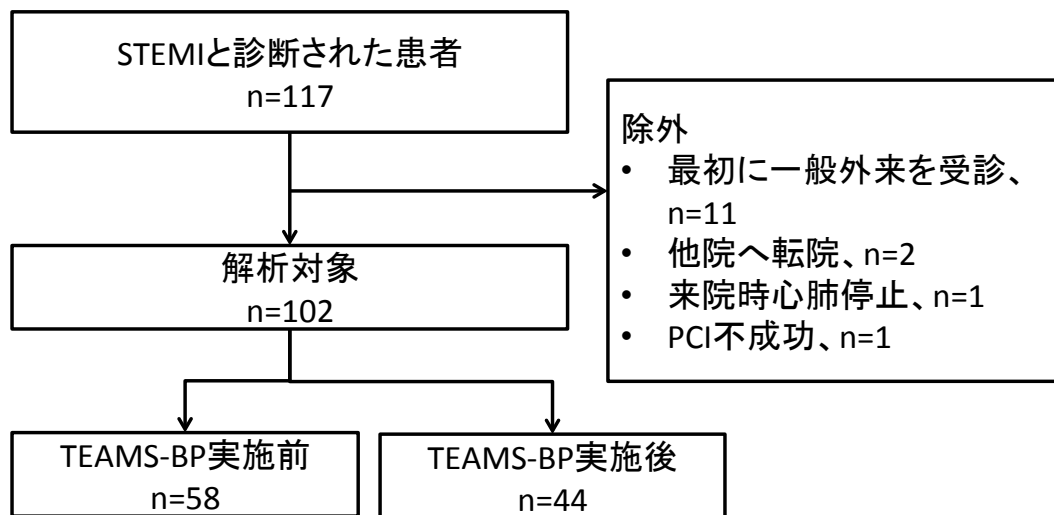 STEMIと診断された患者
n=117
除外
• 最初に一般外来を受診、
n=11
• 他院へ転院、n=2
• 来院時心肺停止、n=1
• PCI不成功、n=1
解析対象
n=102
TEAMS-BP実施前
n=58
TEAMS-BP実施後
n=44